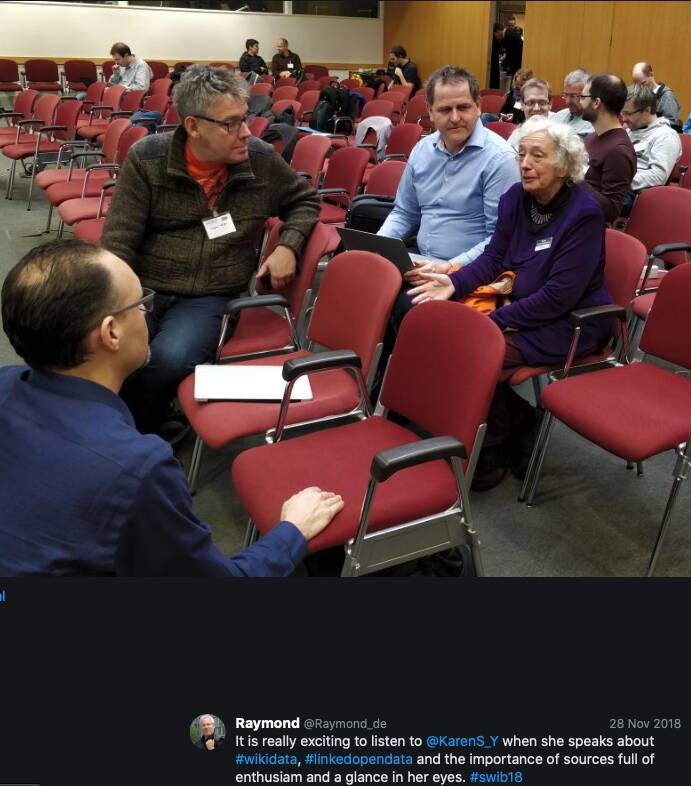 al
Raymond @Raymond_de 28 Nov 2018
It is really exciting to listen to @KarenS_Y when she speaks about
#wikidata, #linkedopendata and the importance of sources full of
enthusiam and a glance in her eyes. #swib18